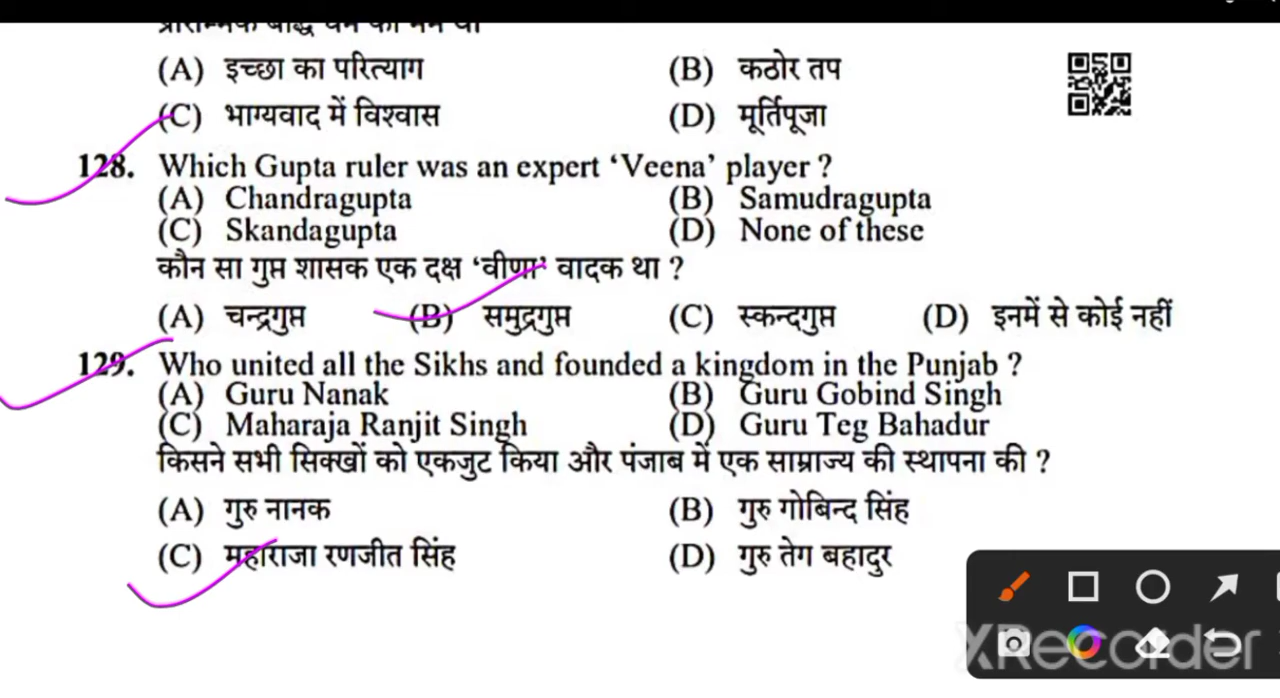 (A) इच्छा का परित्याग (B) कठोर तप
(C) भाग्यवाद में विश्वास (D) मूर्तिपूजा
128. Which Gupta ruler was an expert ‘Veena’ player ?
(A) Chandragupta (B) Samudragupta
(C) Skandagupta (D) None of these
कौन सा गुप्त शासक एक दक्ष ‘वीणा’ वादक था ?
(A) चन्द्रगुप्त (B) समुद्रगुप्त (C) स्कन्दगुप्त (D) इनमें से कोई नहीं
129. Who united all the Sikhs and founded a kingdom in the Punjab ?
(A) Guru Nanak (B) Guru Gobind Singh
(C) Maharaja Ranjit Singh (D) Guru Teg Bahadur
किसने सभी सिक्खों को एकजुट किया और पंजाब में एक साम्राज्य की स्थापना की ?
(A) गुरु नानक (B) गुरु गोबिन्द सिंह
(C) महाराजा रणजीत सिंह (D) गुरु तेग बहादुर
XRecorder